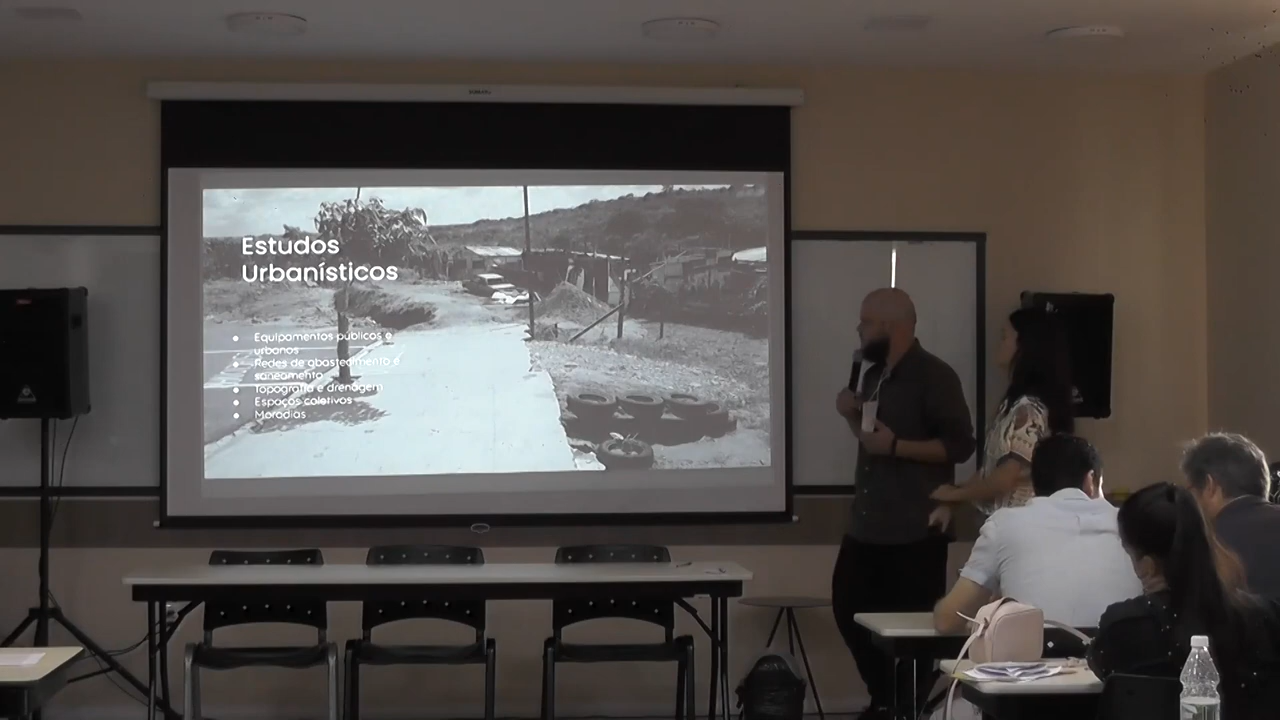 Estudos
Urbanísticos
Equipamentos públicos e
urbanos
Redes de abastecimento e
saneamento
Topografia e drenagem
Espaços coletivos
Moradias